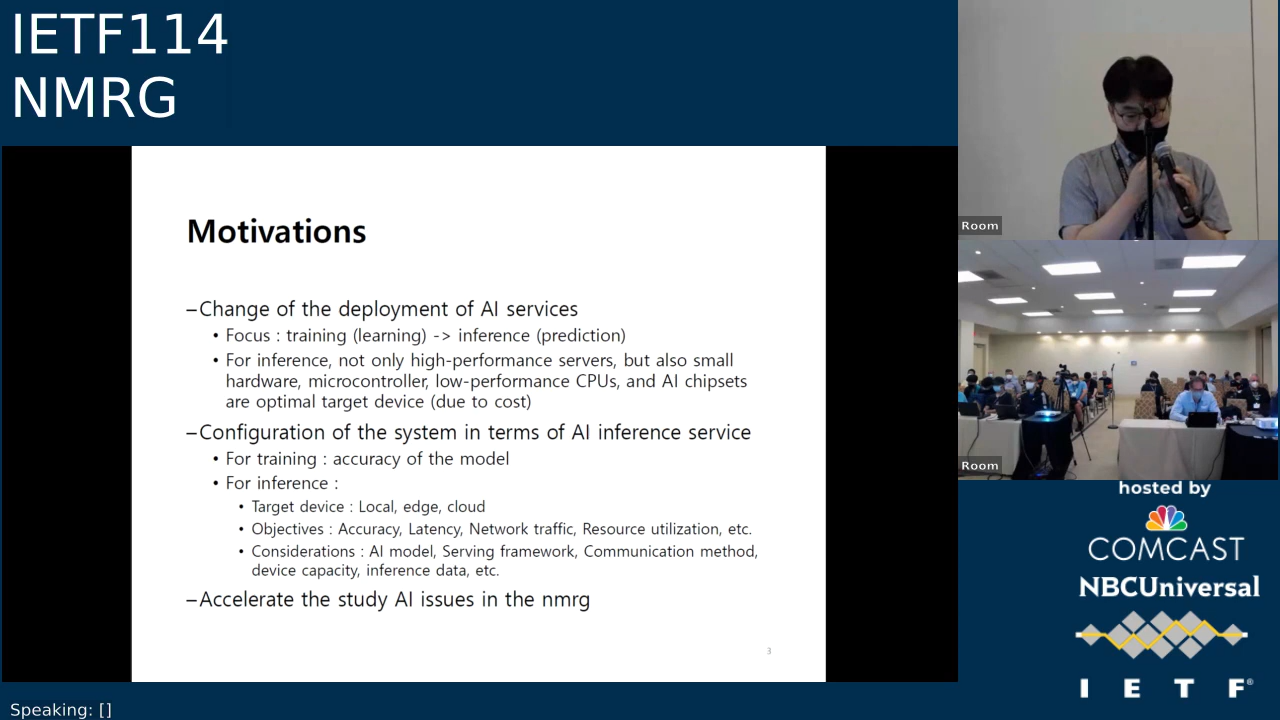 IETF114
NMRG
Motivations
–Change of the deployment of AI services
• Focus : training (learning) -> inference (prediction)
• For inference, not only high-performance servers, but also small
hardware, microcontroller, low-performance CPUs, and AI chipsets
are optimal target device (due to cost)
–Configuration of the system in terms of AI inference service
• For training : accuracy of the model
• For inference :
• Target device : Local, edge, cloud
• Objectives : Accuracy, Latency, Network traffic, Resource utilization, etc.
• Considerations : AI model, Serving framework, Communication method,
device capacity, inference data, etc.
–Accelerate the study AI issues in the nmrg
3
Room
Room
hosted by
COMCAST
NBCUniversal
I E T F®
Speaking: []